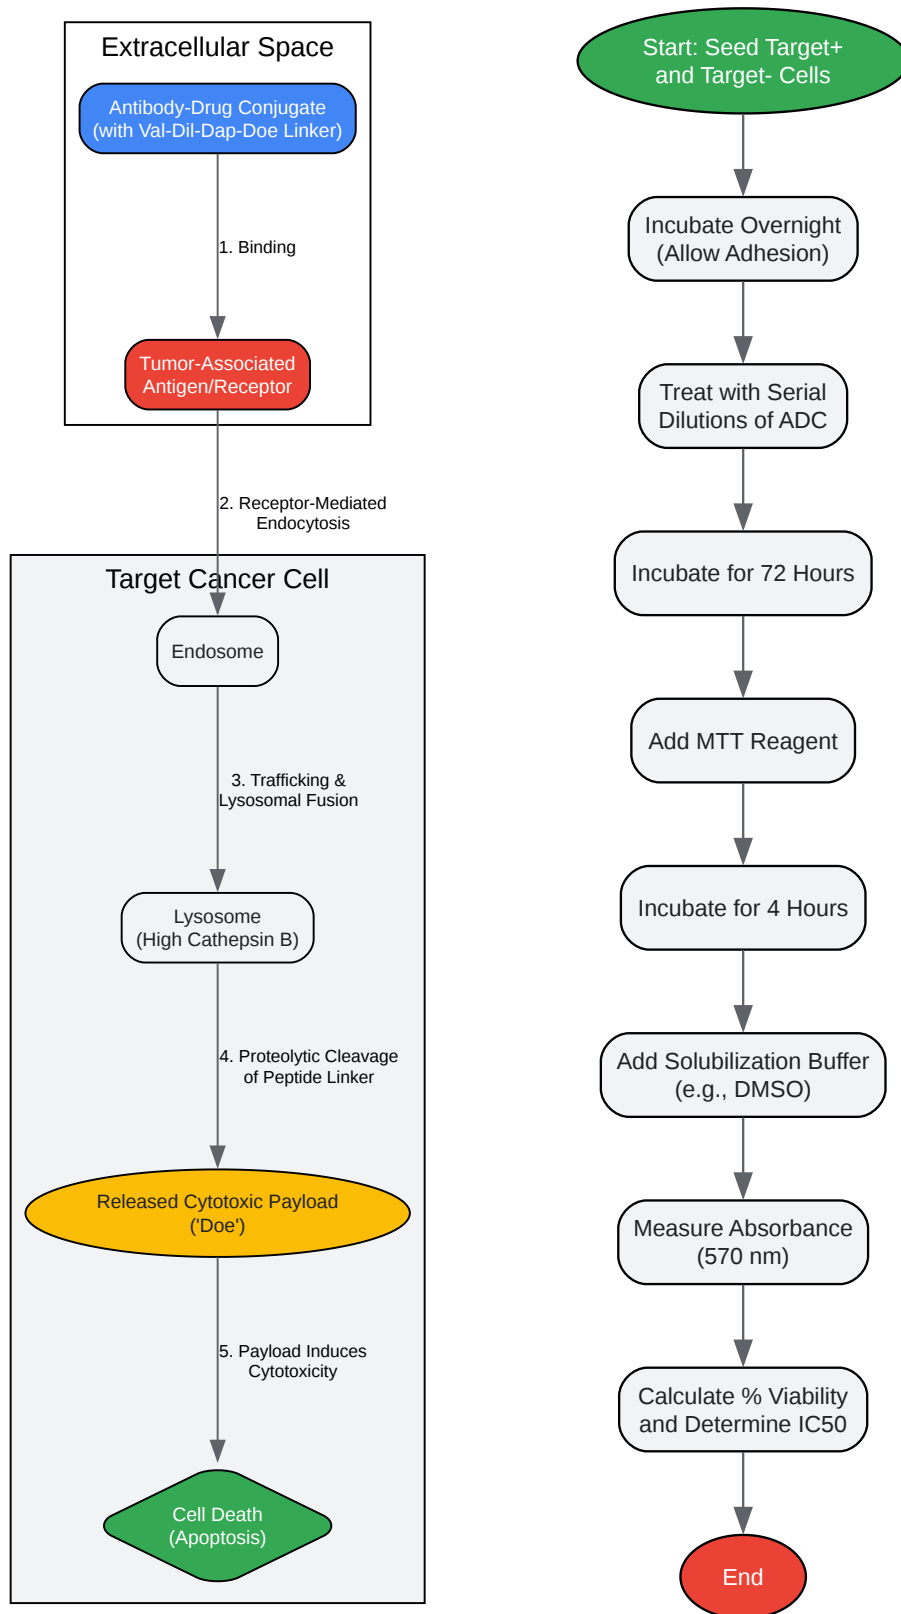 Extracellular Space
Antibody-Drug Conjugate
(with Val-Dil-Dap-Doe Linker)
1. Binding
Tumor-Associated
Antigen/Receptor
2. Receptor-Mediated
Endocytosis
Target Cancer Cell
Endosome
3. Trafficking &
Lysosomal Fusion
Lysosome
(High Cathepsin B)
4. Proteolytic Cleavage
of Peptide Linker
Released Cytotoxic Payload
('Doe')
5. Payload Induces
Cytotoxicity
Cell Death
(Apoptosis)
Start: Seed Target+
and Target- Cells
Incubate Overnight
(Allow Adhesion)
Treat with Serial
Dilutions of ADC
Incubate for 72 Hours
Add MTT Reagent
Incubate for 4 Hours
Add Solubilization Buffer
(e.g., DMSO)
Measure Absorbance
(570 nm)
Calculate % Viability
and Determine IC50
End